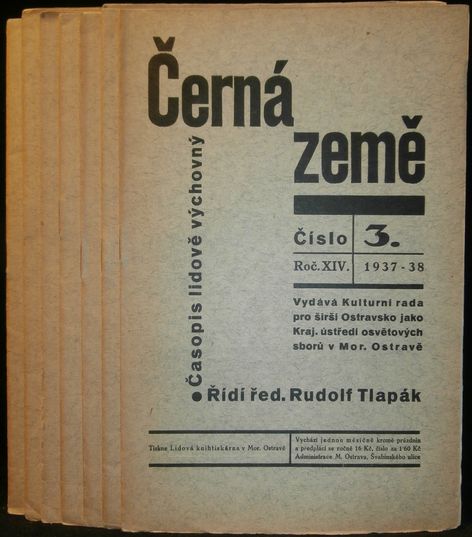 Černá
země
Časopis lidově výchovný
Číslo 3.
Roč. XIV. 1937-38
Vydává Kulturní rada
pro širší Ostravsko jako
Kraj. ústředí osvětových
sborů v Mor. Ostravě
Řídí řed. Rudolf Tlapák
Tiskne Lidová knihtiskárna v Mor. Ostravě
Vychází jednou měsíčně kromě prázdnin
a předplácí se ročně 16 Kč, číslo za 1·60 Kč
Administrace M. Ostrava, Švabinského ulice